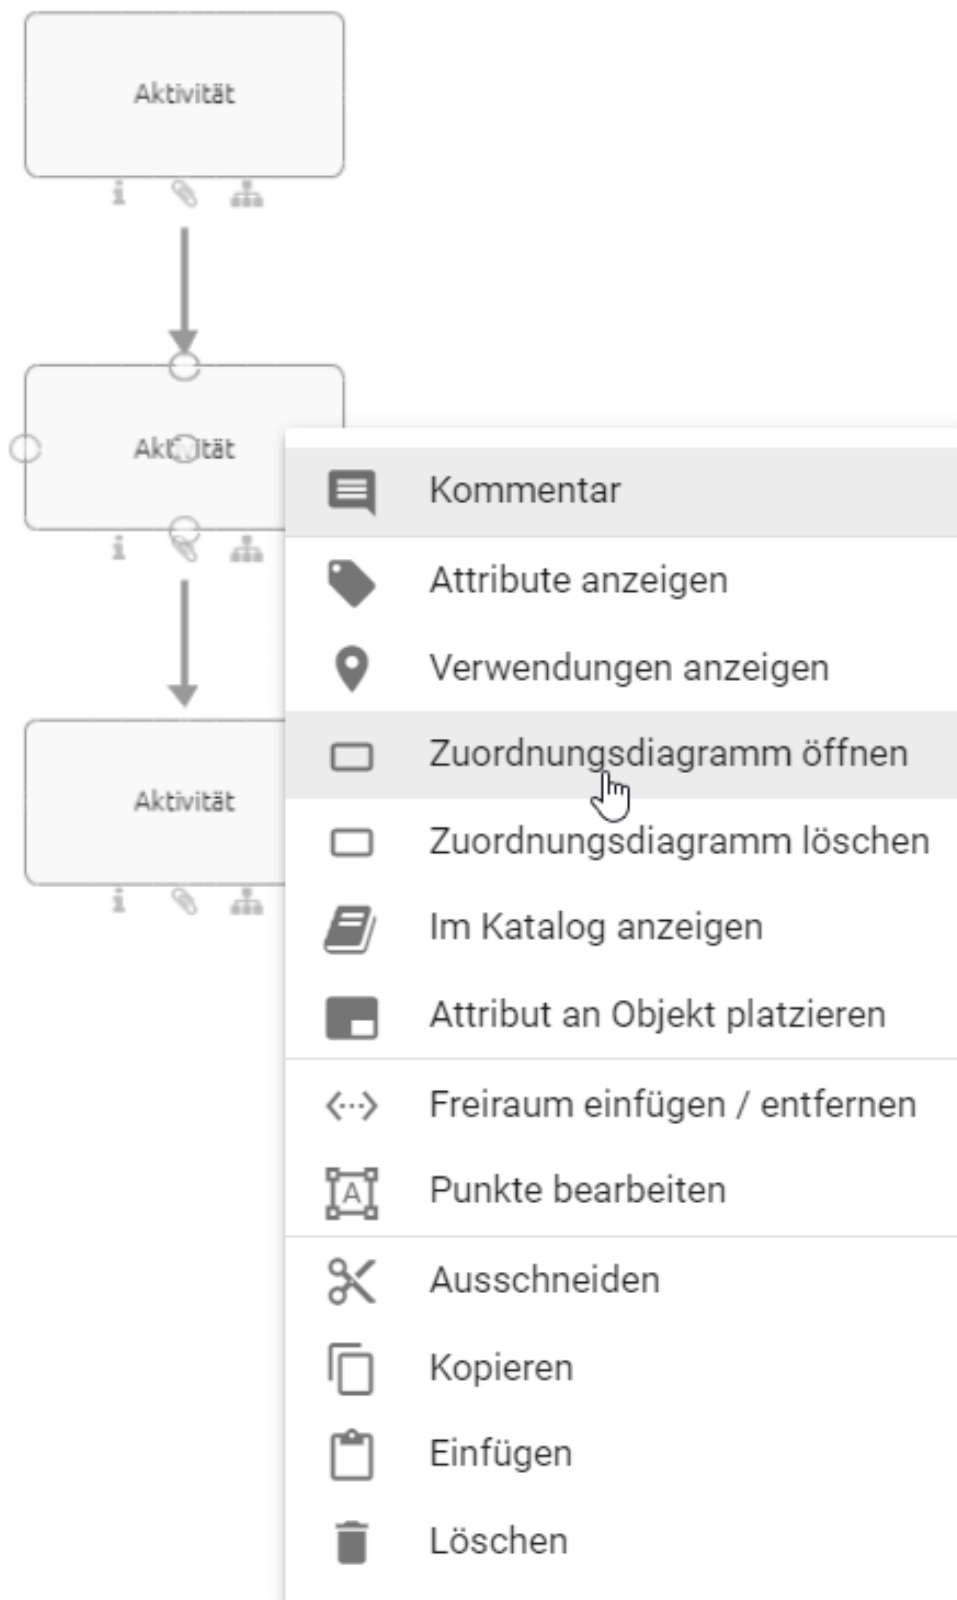 Aktivität
Aktivität
Aktivität
Kommentar
Attribute anzeigen
Verwendungen anzeigen
Zuordnungsdiagramm öffnen
Zuordnungsdiagramm löschen
Im Katalog anzeigen
Attribut an Objekt platzieren
Freiraum einfügen / entfernen
A
Punkte bearbeiten
Ausschneiden
Kopieren
Einfügen
Löschen